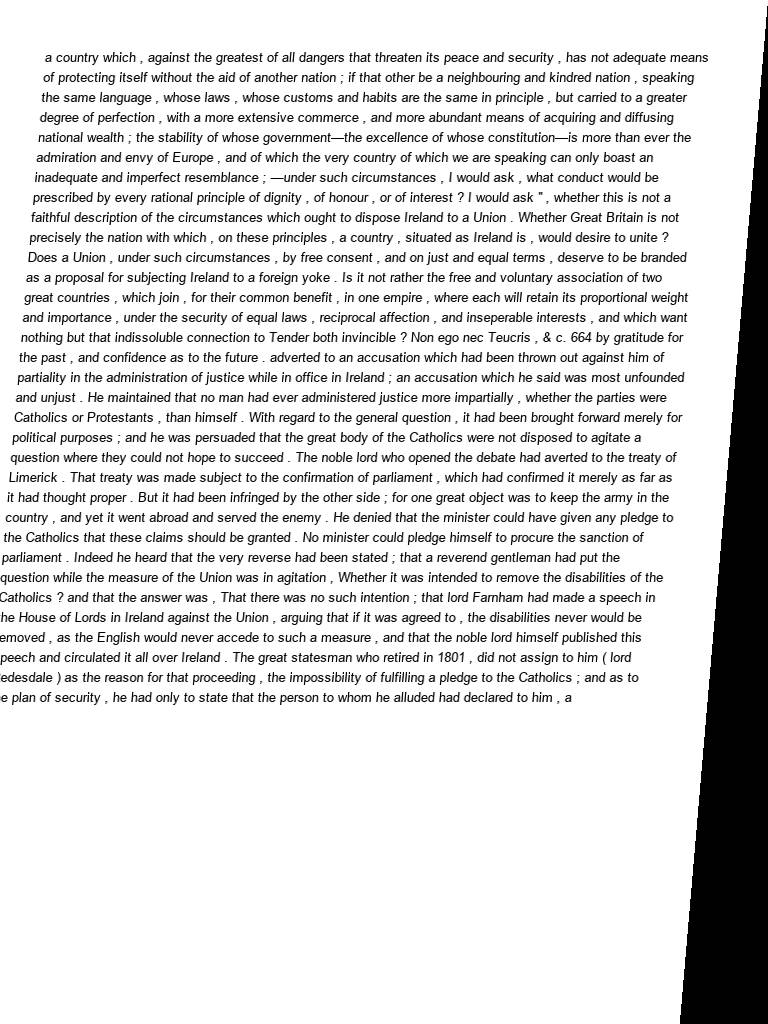 a country which , against the greatest of all dangers that threaten its peace and security , has not adequate means
of protecting itself without the aid of another nation ; if that other be a neighbouring and kindred nation , speaking
the same language , whose laws , whose customs and habits are the same in principle , but carried to a greater
degree of perfection , with a more extensive commerce , and more abundant means of acquiring and diffusing
national wealth ; the stability of whose government—the excellence of whose constitution—is more than ever the
admiration and envy of Europe , and of which the very country of which we are speaking can only boast an
inadequate and imperfect resemblance ; —under such circumstances , I would ask , what conduct would be
prescribed by every rational principle of dignity , of honour , or of interest ? I would ask " , whether this is not a
faithful description of the circumstances which ought to dispose Ireland to a Union . Whether Great Britain is not
precisely the nation with which , on these principles , a country , situated as Ireland is , would desire to unite ?
Does a Union , under such circumstances , by free consent , and on just and equal terms , deserve to be branded
as a proposal for subjecting Ireland to a foreign yoke . Is it not rather the free and voluntary association of two
great countries , which join , for their common benefit , in one empire , where each will retain its proportional weight
and importance , under the security of equal laws , reciprocal affection , and inseperable interests , and which want
nothing but that indissoluble connection to Tender both invincible ? Non ego nec Teucris , & c. 664 by gratitude for
the past , and confidence as to the future . adverted to an accusation which had been thrown out against him of
partiality in the administration of justice while in office in Ireland ; an accusation which he said was most unfounded
and unjust . He maintained that no man had ever administered justice more impartially , whether the parties were
Catholics or Protestants , than himself . With regard to the general question , it had been brought forward merely for
political purposes ; and he was persuaded that the great body of the Catholics were not disposed to agitate a
question where they could not hope to succeed . The noble lord who opened the debate had averted to the treaty of
Limerick . That treaty was made subject to the confirmation of parliament , which had confirmed it merely as far as
it had thought proper . But it had been infringed by the other side ; for one great object was to keep the army in the
country , and yet it went abroad and served the enemy . He denied that the minister could have given any pledge to
the Catholics that these claims should be granted . No minister could pledge himself to procure the sanction of
parliament . Indeed he heard that the very reverse had been stated ; that a reverend gentleman had put the
question while the measure of the Union was in agitation , Whether it was intended to remove the disabilities of the
Catholics ? and that the answer was , That there was no such intention ; that lord Farnham had made a speech in
the House of Lords in Ireland against the Union , arguing that if it was agreed to , the disabilities never would be
emoved , as the English would never accede to such a measure , and that the noble lord himself published this
peech and circulated it all over Ireland . The great statesman who retired in 1801 , did not assign to him ( lord
edesdale ) as the reason for that proceeding , the impossibility of fulfilling a pledge to the Catholics ; and as to
e plan of security , he had only to state that the person to whom he alluded had declared to him , a